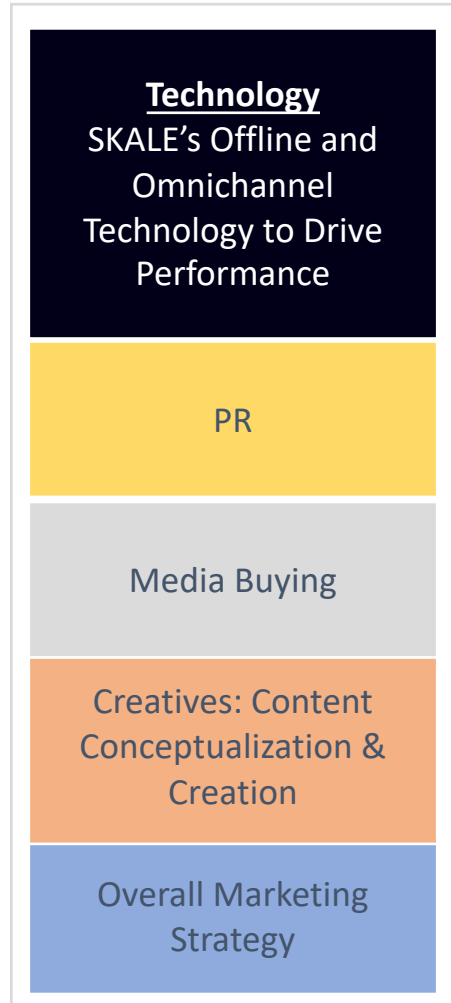 Technology
SKALE’s Offline and
Omnichannel
Technology to Drive
Performance
PR
Media Buying
Creatives: Content
Conceptualization &
Creation
Overall Marketing
Strategy